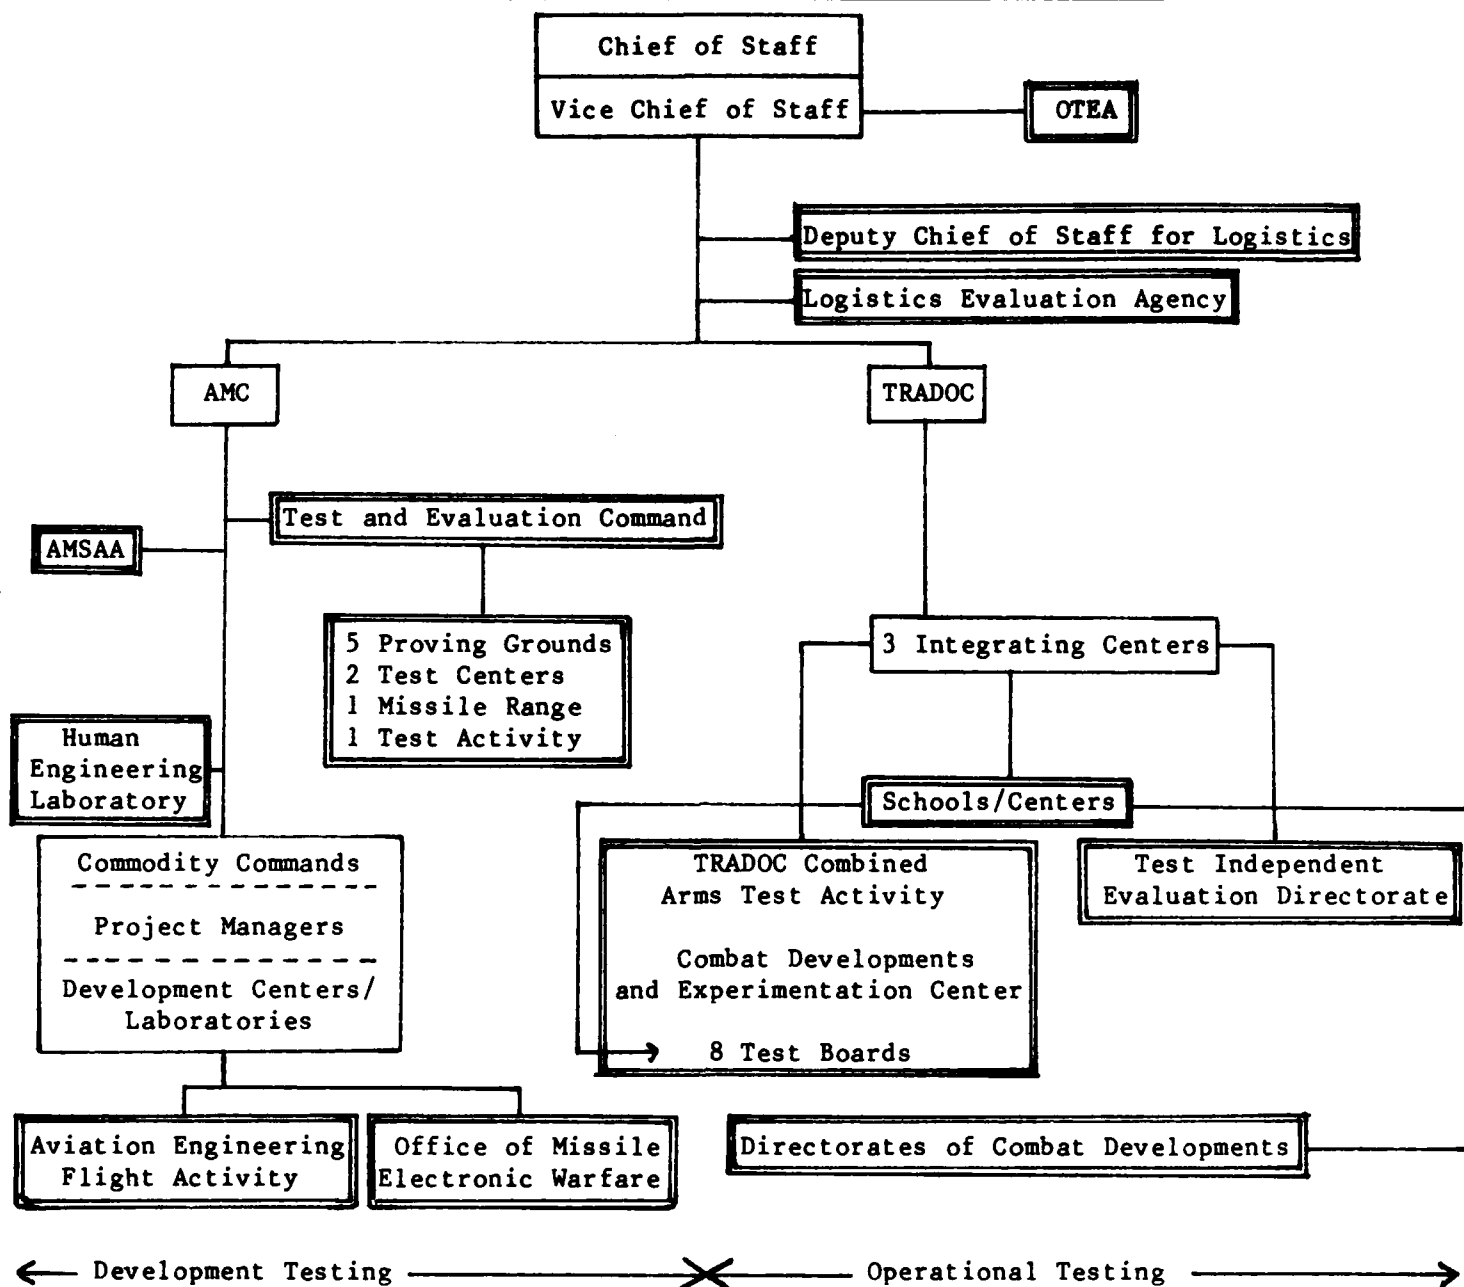 Chief of Staff
Vice Chief of Staff
OTEA
Deputy Chief of Staff for Logistics
Logistics Evaluation Agency
AMC
TRADOC
Test and Evaluation Command
AMSAA
5 Proving Grounds
2 Test Centers
1 Missile Range
1 Test Activity
3 Integrating Centers
Human
Engineering
Laboratory
Schools/Centers
Commodity Commands
Project Managers
Development Centers/
Laboratories
TRADOC Combined
Arms Test Activity
Combat Developments
and Experimentation Center
8 Test Boards
Test Independent
Evaluation Directorate
Aviation Engineering
Flight Activity
Office of Missile
Electronic Warfare
Directorates of Combat Developments
Development Testing
Operational Testing